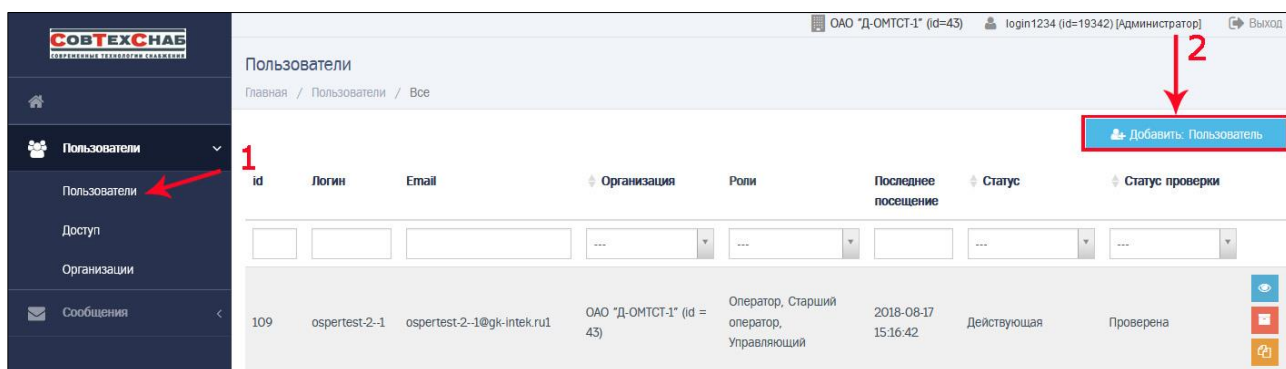 СовТехСнаб
СОВРЕМЕННЫЕ ТЕХНОЛОГИИ СНАБЖЕНИЯ
ОАО "Д-ОМТСТ-1" (id=43) login1234 (id=19342) [Администратор] Выход
2
Пользователи
Главная / Пользователи / Все
Добавить: Пользователь
Пользователи
1
Пользователи
Доступ
Организации
Сообщения
id Логин Email Организация Роли Последнее посещение Статус Статус проверки
--- --- --- ---
109 ospertest-2--1 ospertest-2--1@gk-intek.ru1 ОАО "Д-ОМТСТ-1" (id = 43) Оператор, Старший оператор, Управляющий 2018-08-17 15:16:42 Действующая Проверена